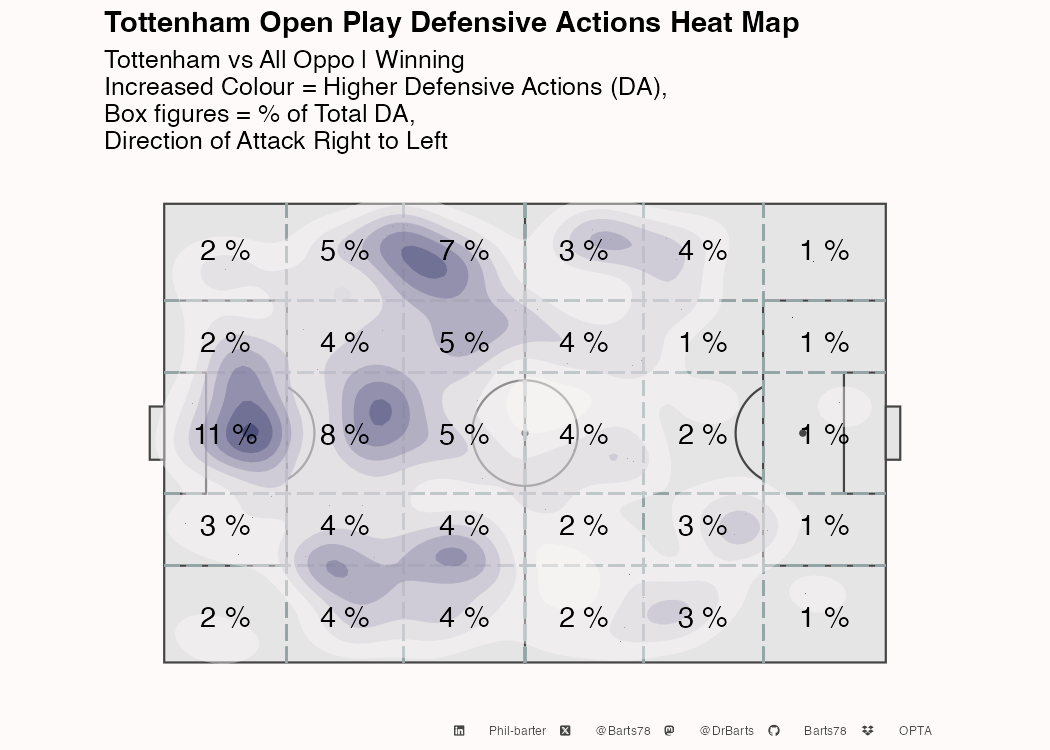 Tottenham Open Play Defensive Actions Heat Map
Tottenham vs All Oppo | Winning
Increased Colour = Higher Defensive Actions (DA),
Box figures = % of Total DA,
Direction of Attack Right to Left
2 % 5 % 7 % 3 % 4 % 1 %
2 % 4 % 5 % 4 % 1 % 1 %
11 % 8 % 5 % 4 % 2 % 1 %
3 % 4 % 4 % 2 % 3 % 1 %
2 % 4 % 4 % 2 % 3 % 1 %
Phil-barter @Barts78 @DrBarts Barts78 OPTA